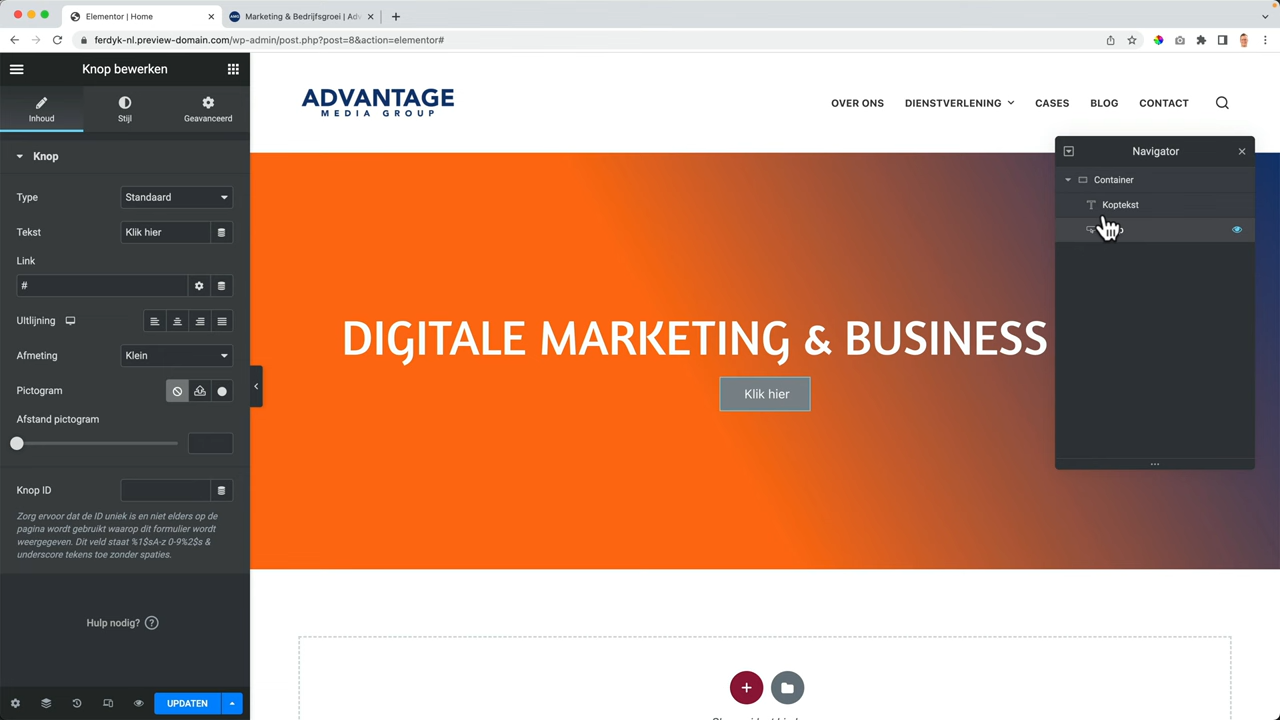 Elementor | Home
Marketing & Bedrijfsgroei | Adv
ferdyk-nl.preview-domain.com/wp-admin/post.php?post=8&action=elementor#
Knop bewerken
Inhoud
Stijl
Geavanceerd
Knop
Type
Standaard
Tekst
Klik hier
Link
#
Uitlijning
Afmeting
Klein
Pictogram
Afstand pictogram
Knop ID
Zorg ervoor dat de ID uniek is en niet elders op de
pagina wordt gebruikt waarop dit formulier wordt
weergegeven. Dit veld staat %1$sA-z 0-9%2$s &
underscore tekens toe zonder spaties.
Hulp nodig?
UPDATEN
ADVANTAGE
MEDIA GROUP
OVER ONS
DIENSTVERLENING
CASES
BLOG
CONTACT
Navigator
Container
Koptekst
DIGITALE MARKETING & BUSINESS
Klik hier